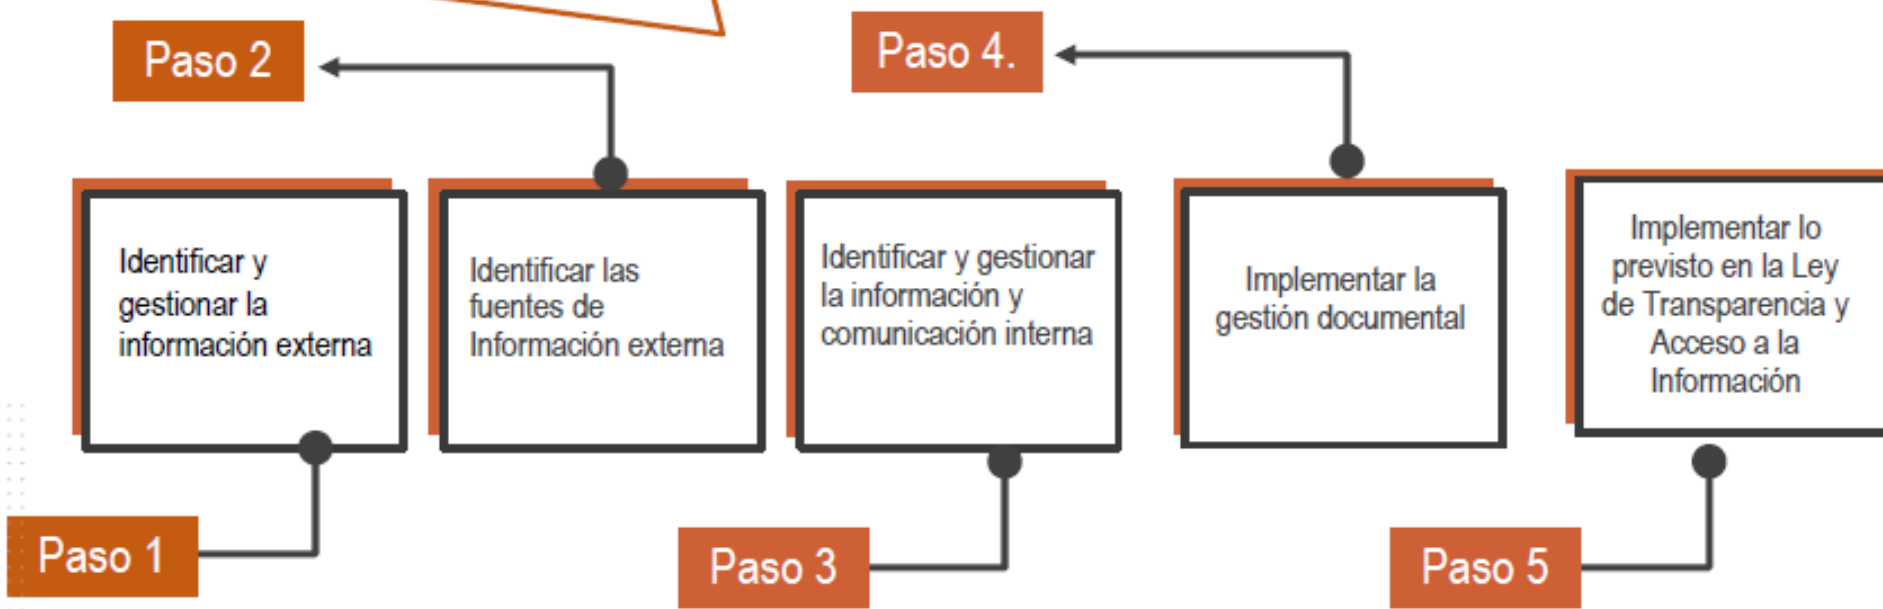 Paso 2
Paso 4.
Identificar y
gestionar la
información externa
Identificar las
fuentes de
Información externa
Identificar y gestionar
la información y
comunicación interna
Implementar la
gestión documental
Implementar lo
previsto en la Ley
de Transparencia y
Acceso a la
Información
Paso 1
Paso 3
Paso 5